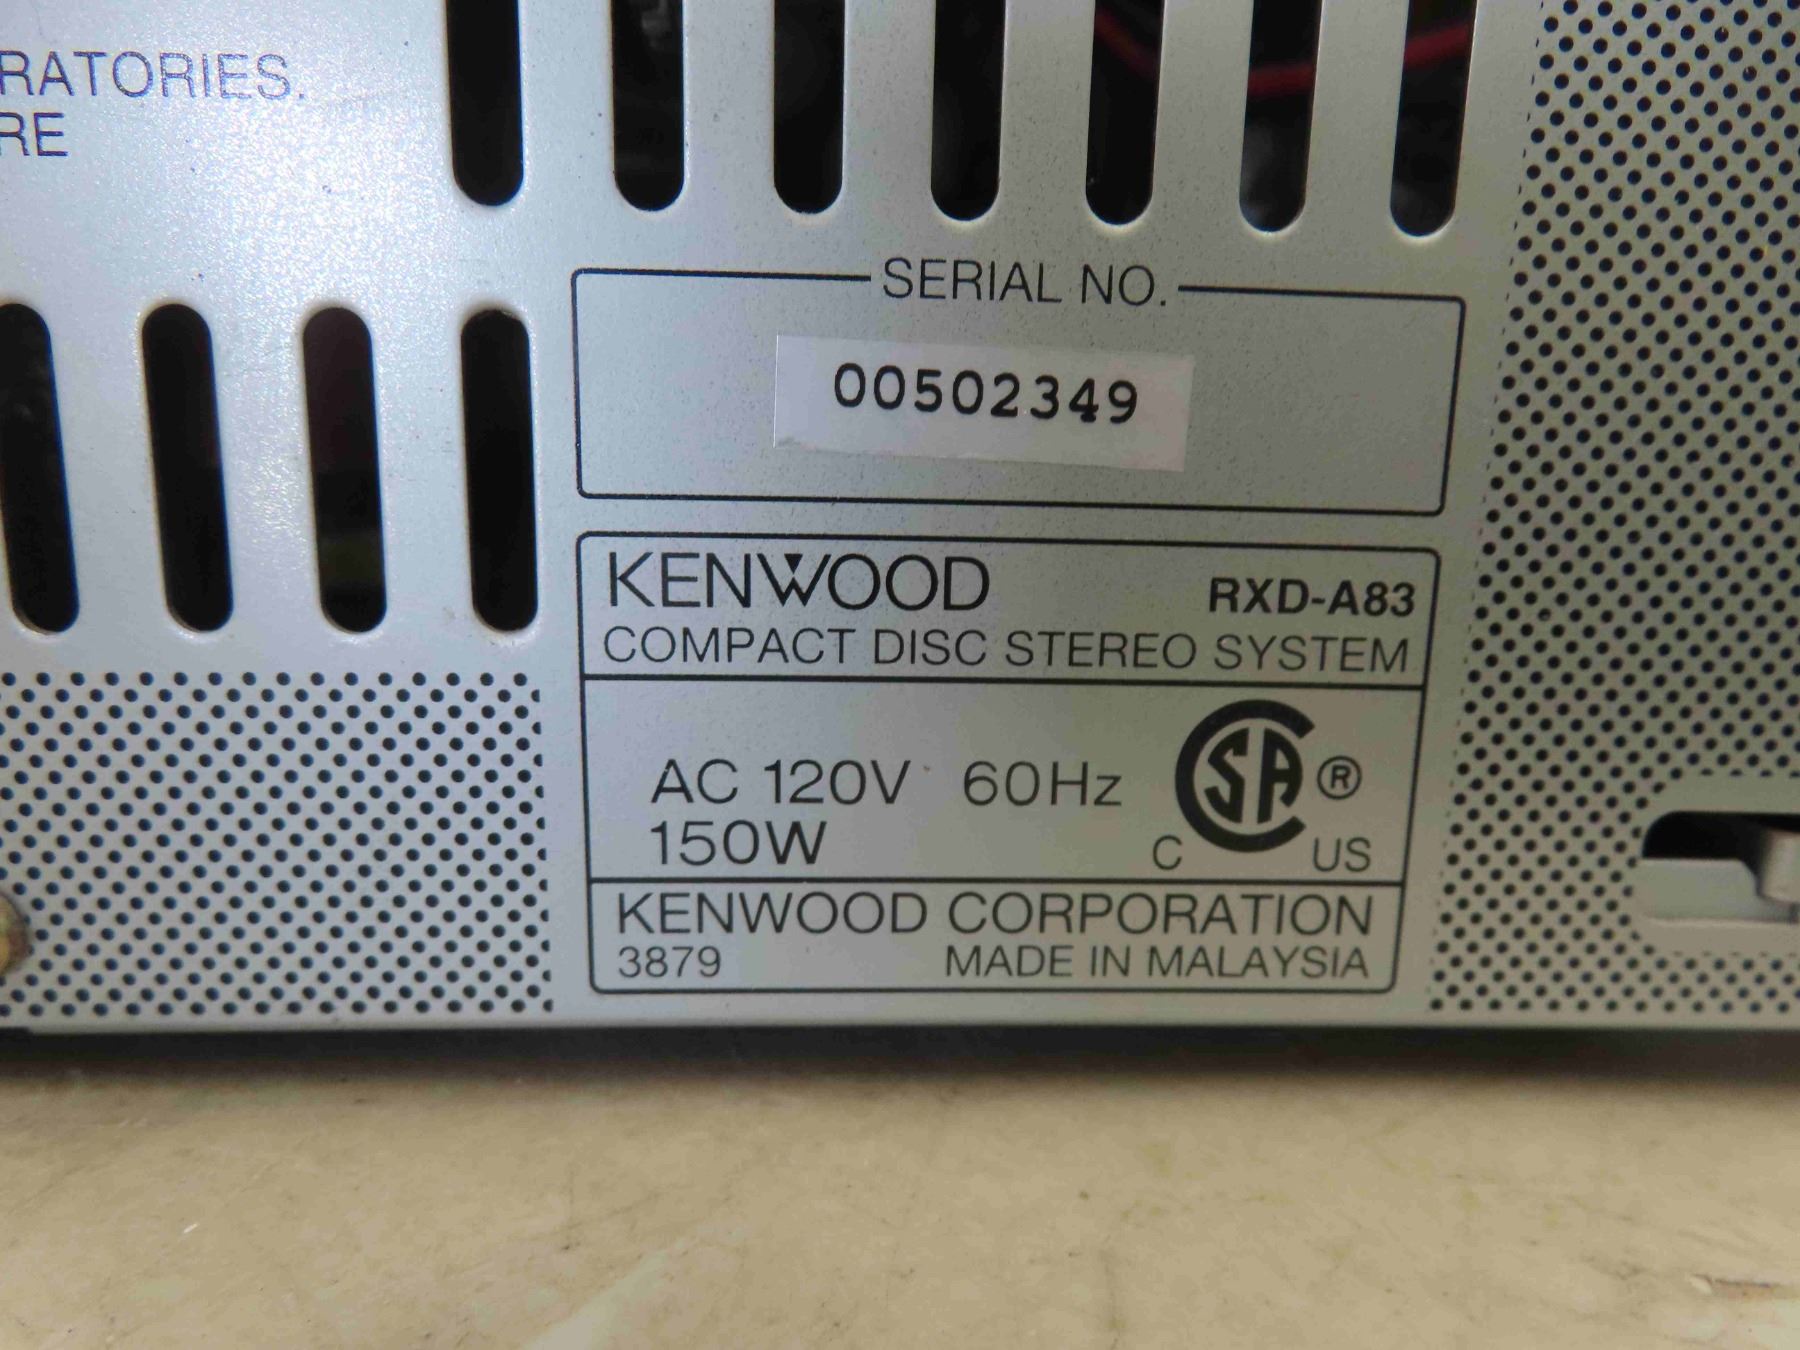 RATORIES.
RE
SERIAL NO.
00502349
KENWOOD RXD-A83
COMPACT DISC STEREO SYSTEM
AC 120V 60Hz
150W
C SA ® US
KENWOOD CORPORATION
3879 MADE IN MALAYSIA